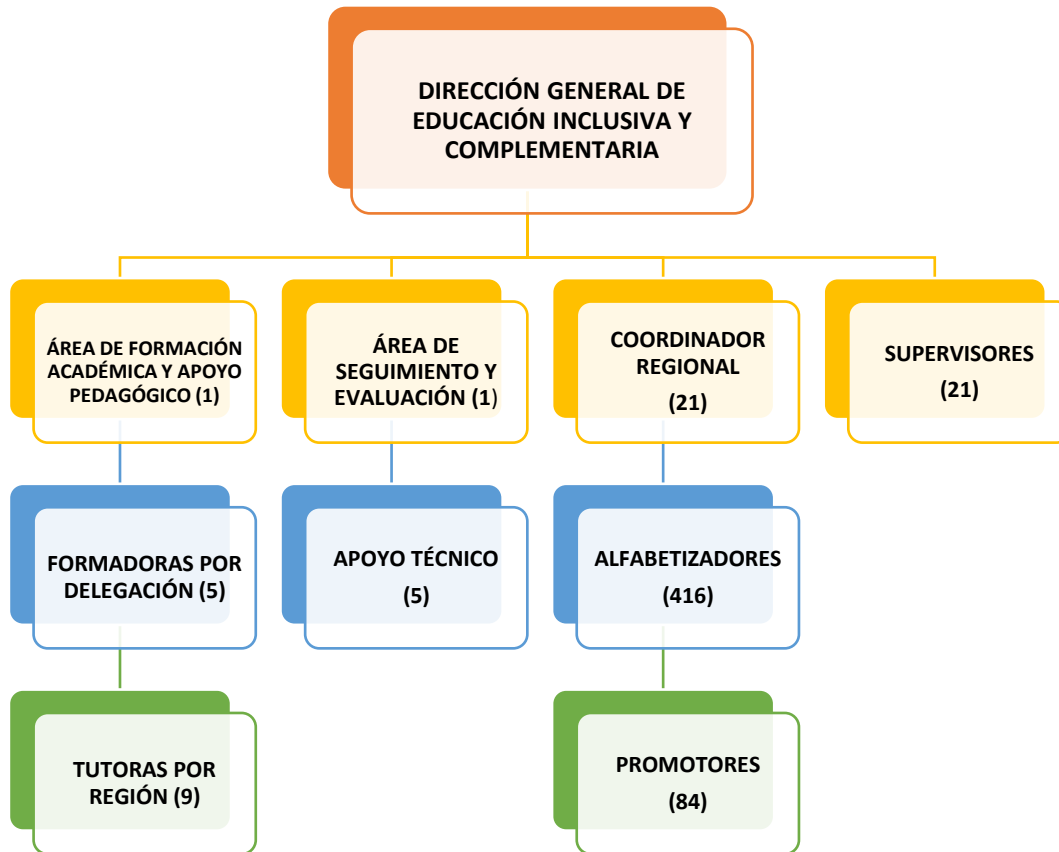 DIRECCIÓN GENERAL DE
EDUCACIÓN INCLUSIVA Y
COMPLEMENTARIA
ÁREA DE FORMACIÓN
ACADÉMICA Y APOYO
PEDAGÓGICO (1)
ÁREA DE
SEGUIMIENTO Y
EVALUACIÓN (1)
COORDINADOR
REGIONAL
(21)
SUPERVISORES
(21)
FORMADORAS POR
DELEGACIÓN (5)
APOYO TÉCNICO
(5)
ALFABETIZADORES
(416)
TUTORAS POR
REGIÓN (9)
PROMOTORES
(84)